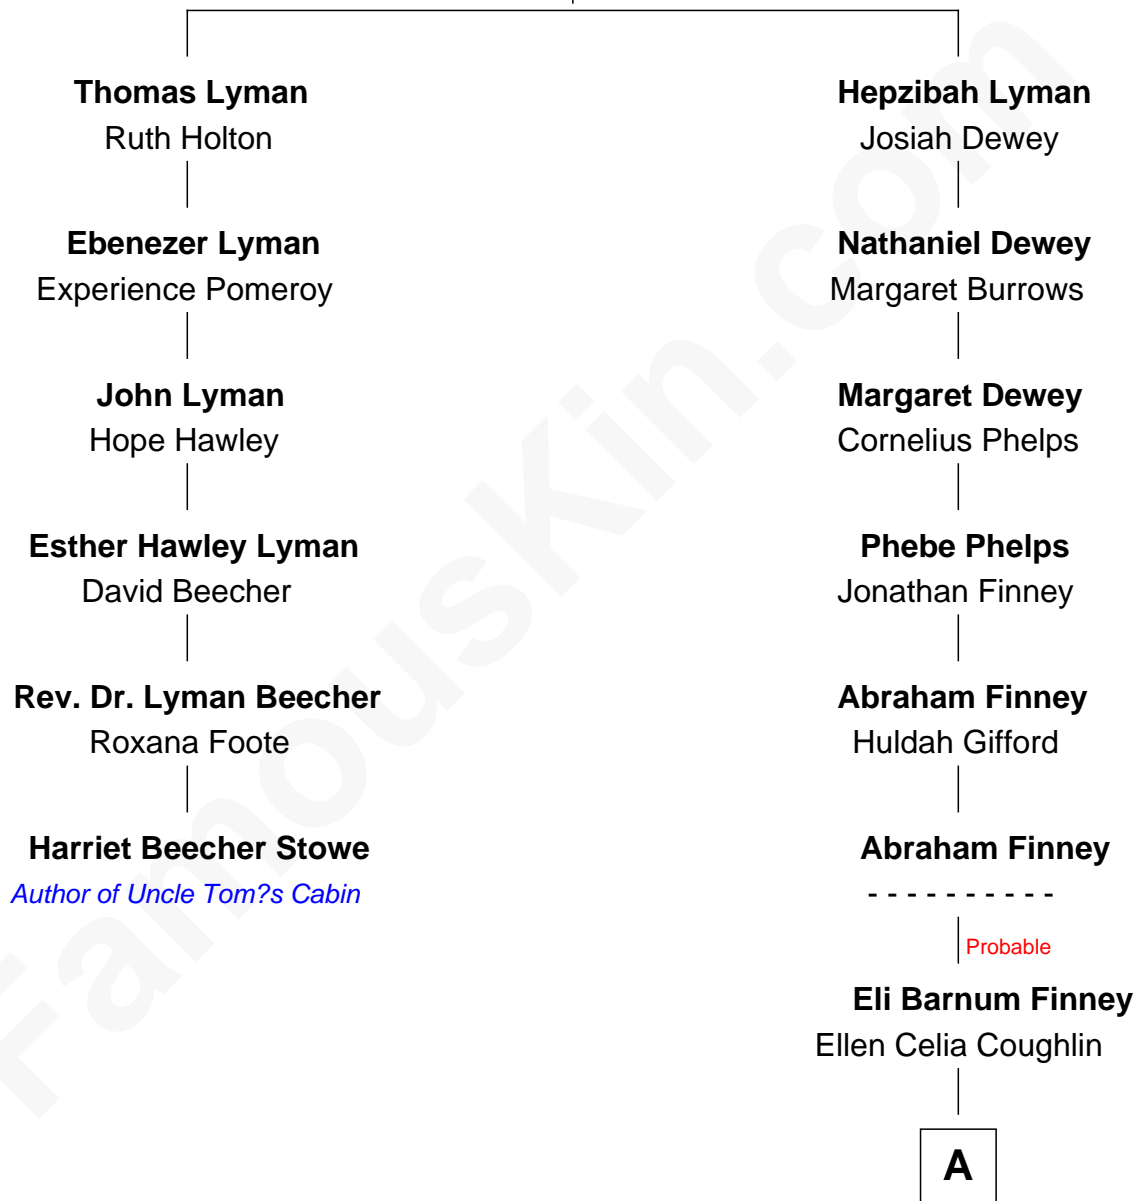 Thomas Lyman
Ruth Holton
Hepzibah Lyman
Josiah Dewey
Ebenezer Lyman
Experience Pomeroy
Nathaniel Dewey
Margaret Burrows
John Lyman
Hope Hawley
Margaret Dewey
Cornelius Phelps
Esther Hawley Lyman
David Beecher
Phebe Phelps
Jonathan Finney
Rev. Dr. Lyman Beecher
Roxana Foote
Abraham Finney
Huldah Gifford
Harriet Beecher Stowe
Author of Uncle Tom?s Cabin
Abraham Finney
- - - - - - - - - -
Probable
Eli Barnum Finney
Ellen Celia Coughlin
A
FamousKin.com